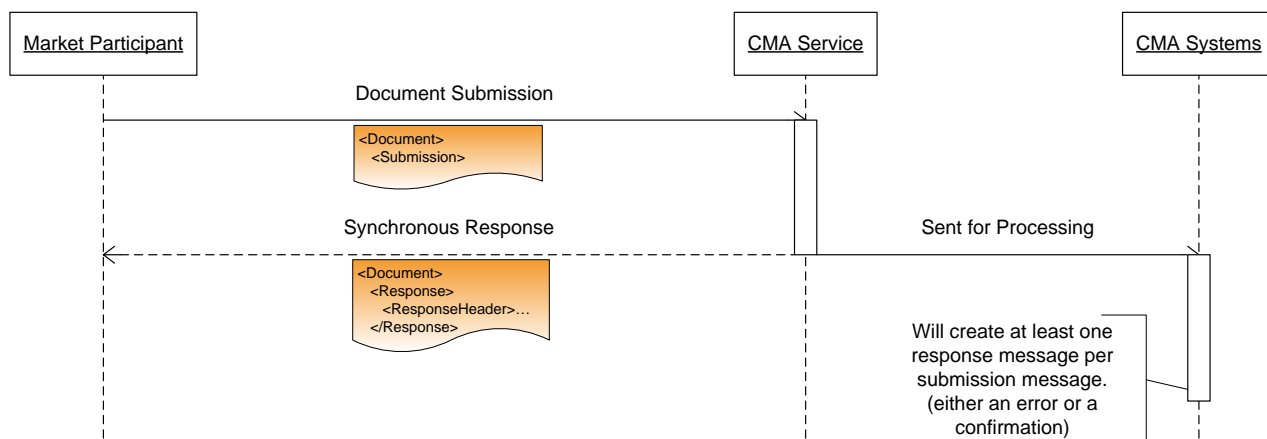 Market Participant
CMA Service
CMA Systems
Document Submission
<Document>
<Submission>
Synchronous Response
Sent for Processing
<Document>
<Response>
<ResponseHeader>…
</Response>
Will create at least one
response message per
submission message.
(either an error or a
confirmation)